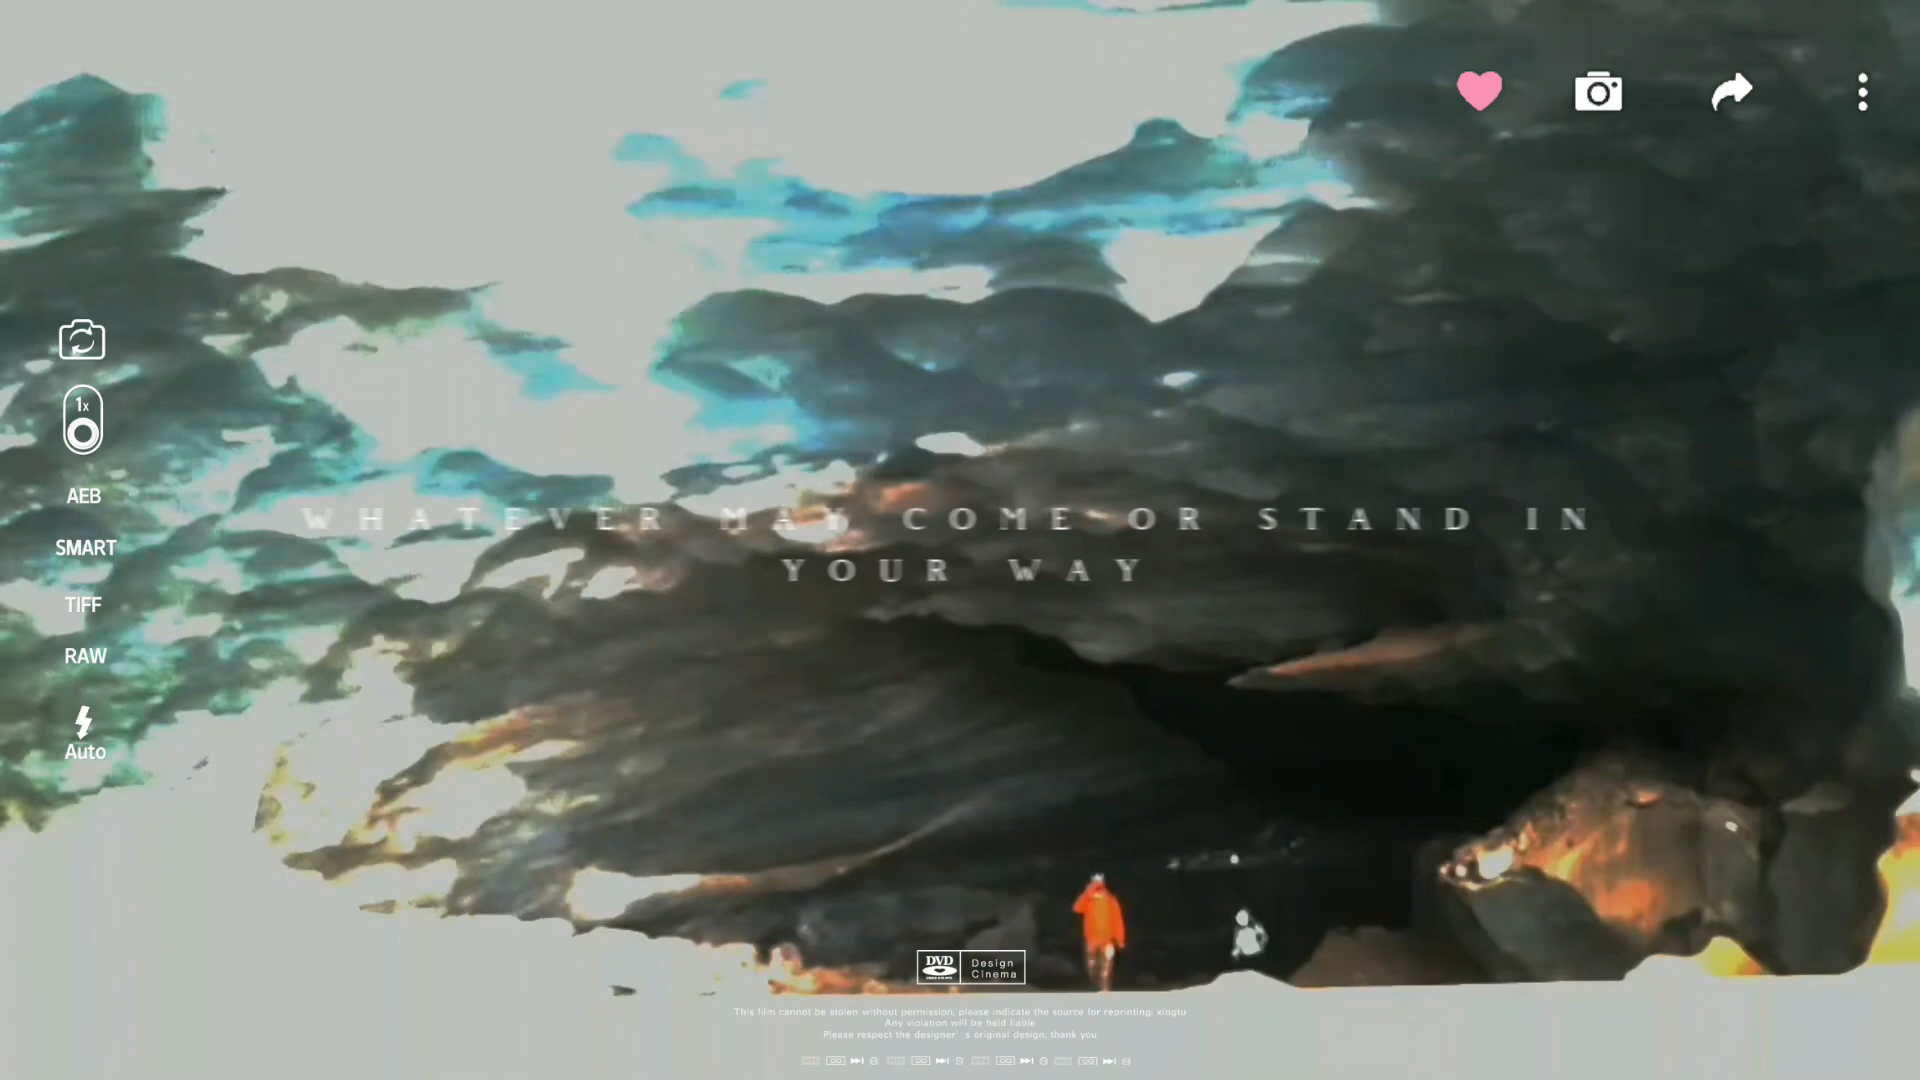 1x
AEB
SMART
TIFF
RAW
Auto
WHATEVER MAY COME OR STAND IN
YOUR WAY
DVD
Design
Cinema
This film cannot be stolen without permission, please indicate the source for reprinting: xingtu
Any violation will be held liable
Please respect the designer's original design, thank you